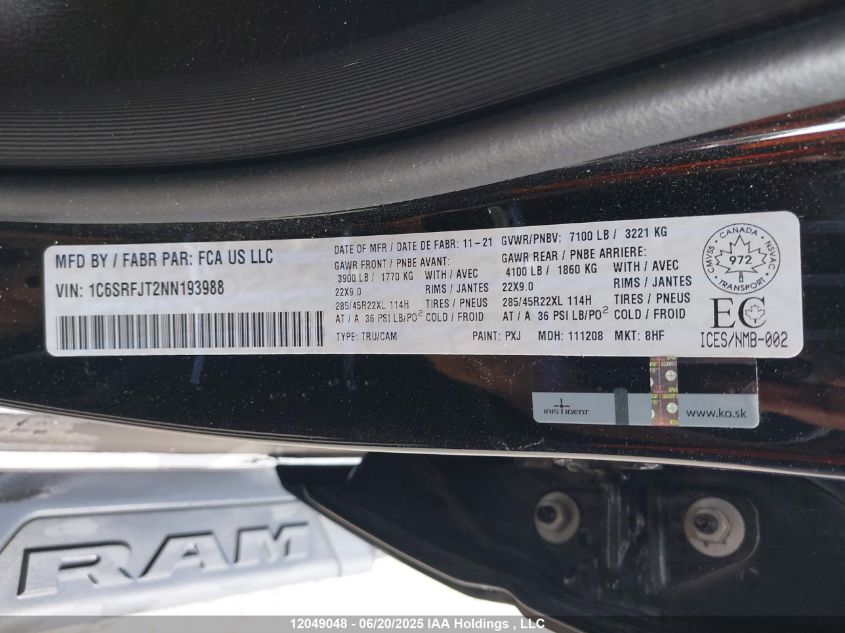 MFD BY / FABR PAR: FCA US LLC
VIN: 1C6SRFJT2NN193988
DATE OF MFR / DATE DE FABR: 11-21 GVWR/PNBV: 7100 LB / 3221 KG
GAWR FRONT / PNBE AVANT:
3900 LB / 1770 KG WITH / AVEC
22X9.0 RIMS / JANTES
285/45R22XL 114H TIRES / PNEUS
AT / A 36 PSI LB/PO² COLD / FROID
GAWR REAR / PNBE ARRIERE:
4100 LB / 1860 KG WITH / AVEC
22X9.0 RIMS / JANTES
285/45R22XL 114H TIRES / PNEUS
AT / A 36 PSI LB/PO² COLD / FROID
TYPE: TRU/CAM PAINT: PXJ MDH: 111208 MKT: 8HF
CANADA
CMVSS NSVAC
972
EC
ICES/NMB-002
IRIS IDENT www.ko.sk
RAM
12049048 - 06/20/2025 IAA Holdings , LLC